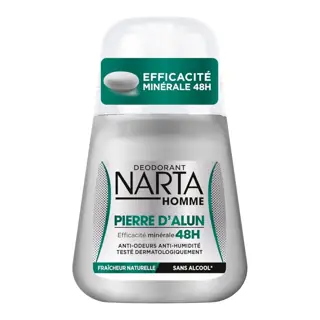 EFFICACITÉ
MINÉRALE 48H
DEODORANT
NARTA
HOMME
PIERRE D'ALUN
Efficacité minérale 48H
ANTI-ODEURS ANTI-HUMIDITÉ
TESTÉ DERMATOLOGIQUEMENT
FRAÎCHEUR NATURELLE SANS ALCOOL*